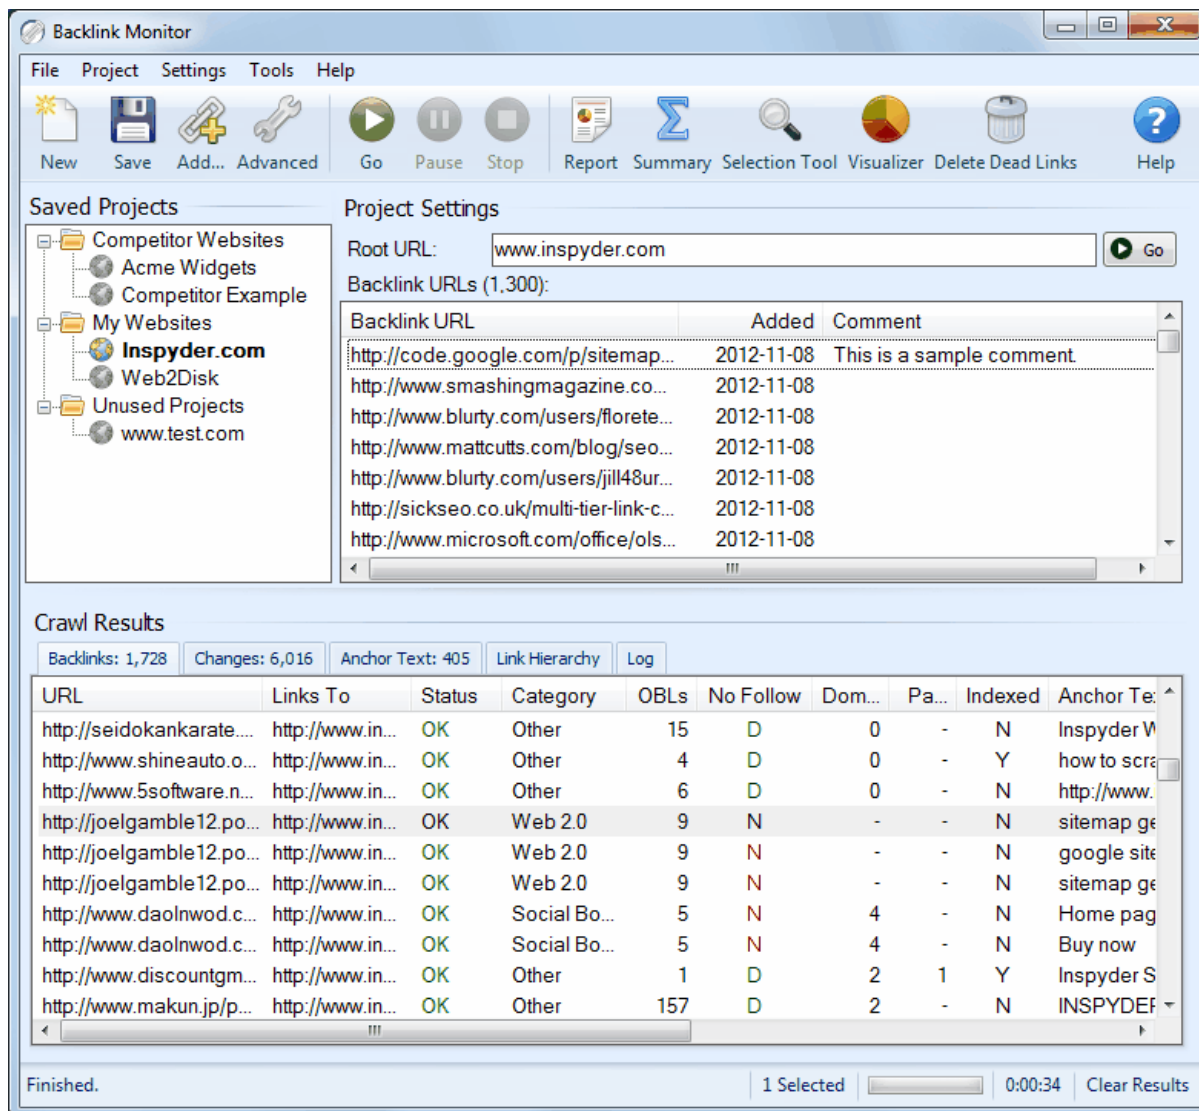 Backlink Monitor
File Project Settings Tools Help
New Save Add... Advanced Go Pause Stop Report Summary Selection Tool Visualizer Delete Dead Links Help
Saved Projects
Competitor Websites
Acme Widgets
Competitor Example
My Websites
Inspyder.com
Web2Disk
Unused Projects
www.test.com
Project Settings
Root URL: www.inspyder.com Go
Backlink URLs (1,300):
Backlink URL Added Comment
http://code.google.com/p/sitemap... 2012-11-08 This is a sample comment.
http://www.smashingmagazine.co... 2012-11-08
http://www.blurty.com/users/florete... 2012-11-08
http://www.mattcutts.com/blog/seo... 2012-11-08
http://www.blurty.com/users/jill48ur... 2012-11-08
http://sickseo.co.uk/multi-tier-link-c... 2012-11-08
http://www.microsoft.com/office/ols... 2012-11-08
Crawl Results
Backlinks: 1,728 Changes: 6,016 Anchor Text: 405 Link Hierarchy Log
URL Links To Status Category OBLs No Follow Dom... Pa... Indexed Anchor Te
http://seidokankarate.... http://www.in... OK Other 15 D 0 - N Inspyder W
http://www.shineauto.o... http://www.in... OK Other 4 D 0 - Y how to scra
http://www.5software.n... http://www.in... OK Other 6 D 0 - N http://www.
http://joelgamble12.po... http://www.in... OK Web 2.0 9 N - - N sitemap ge
http://joelgamble12.po... http://www.in... OK Web 2.0 9 N - - N google site
http://joelgamble12.po... http://www.in... OK Web 2.0 9 N - - N sitemap ge
http://www.daolnwod.c... http://www.in... OK Social Bo... 5 N 4 - N Home pag
http://www.daolnwod.c... http://www.in... OK Social Bo... 5 N 4 - N Buy now
http://www.discountgm... http://www.in... OK Other 1 D 2 1 Y Inspyder S
http://www.makun.jp/p... http://www.in... OK Other 157 D 2 - N INSPYDER
Finished. 1 Selected 0:00:34 Clear Results